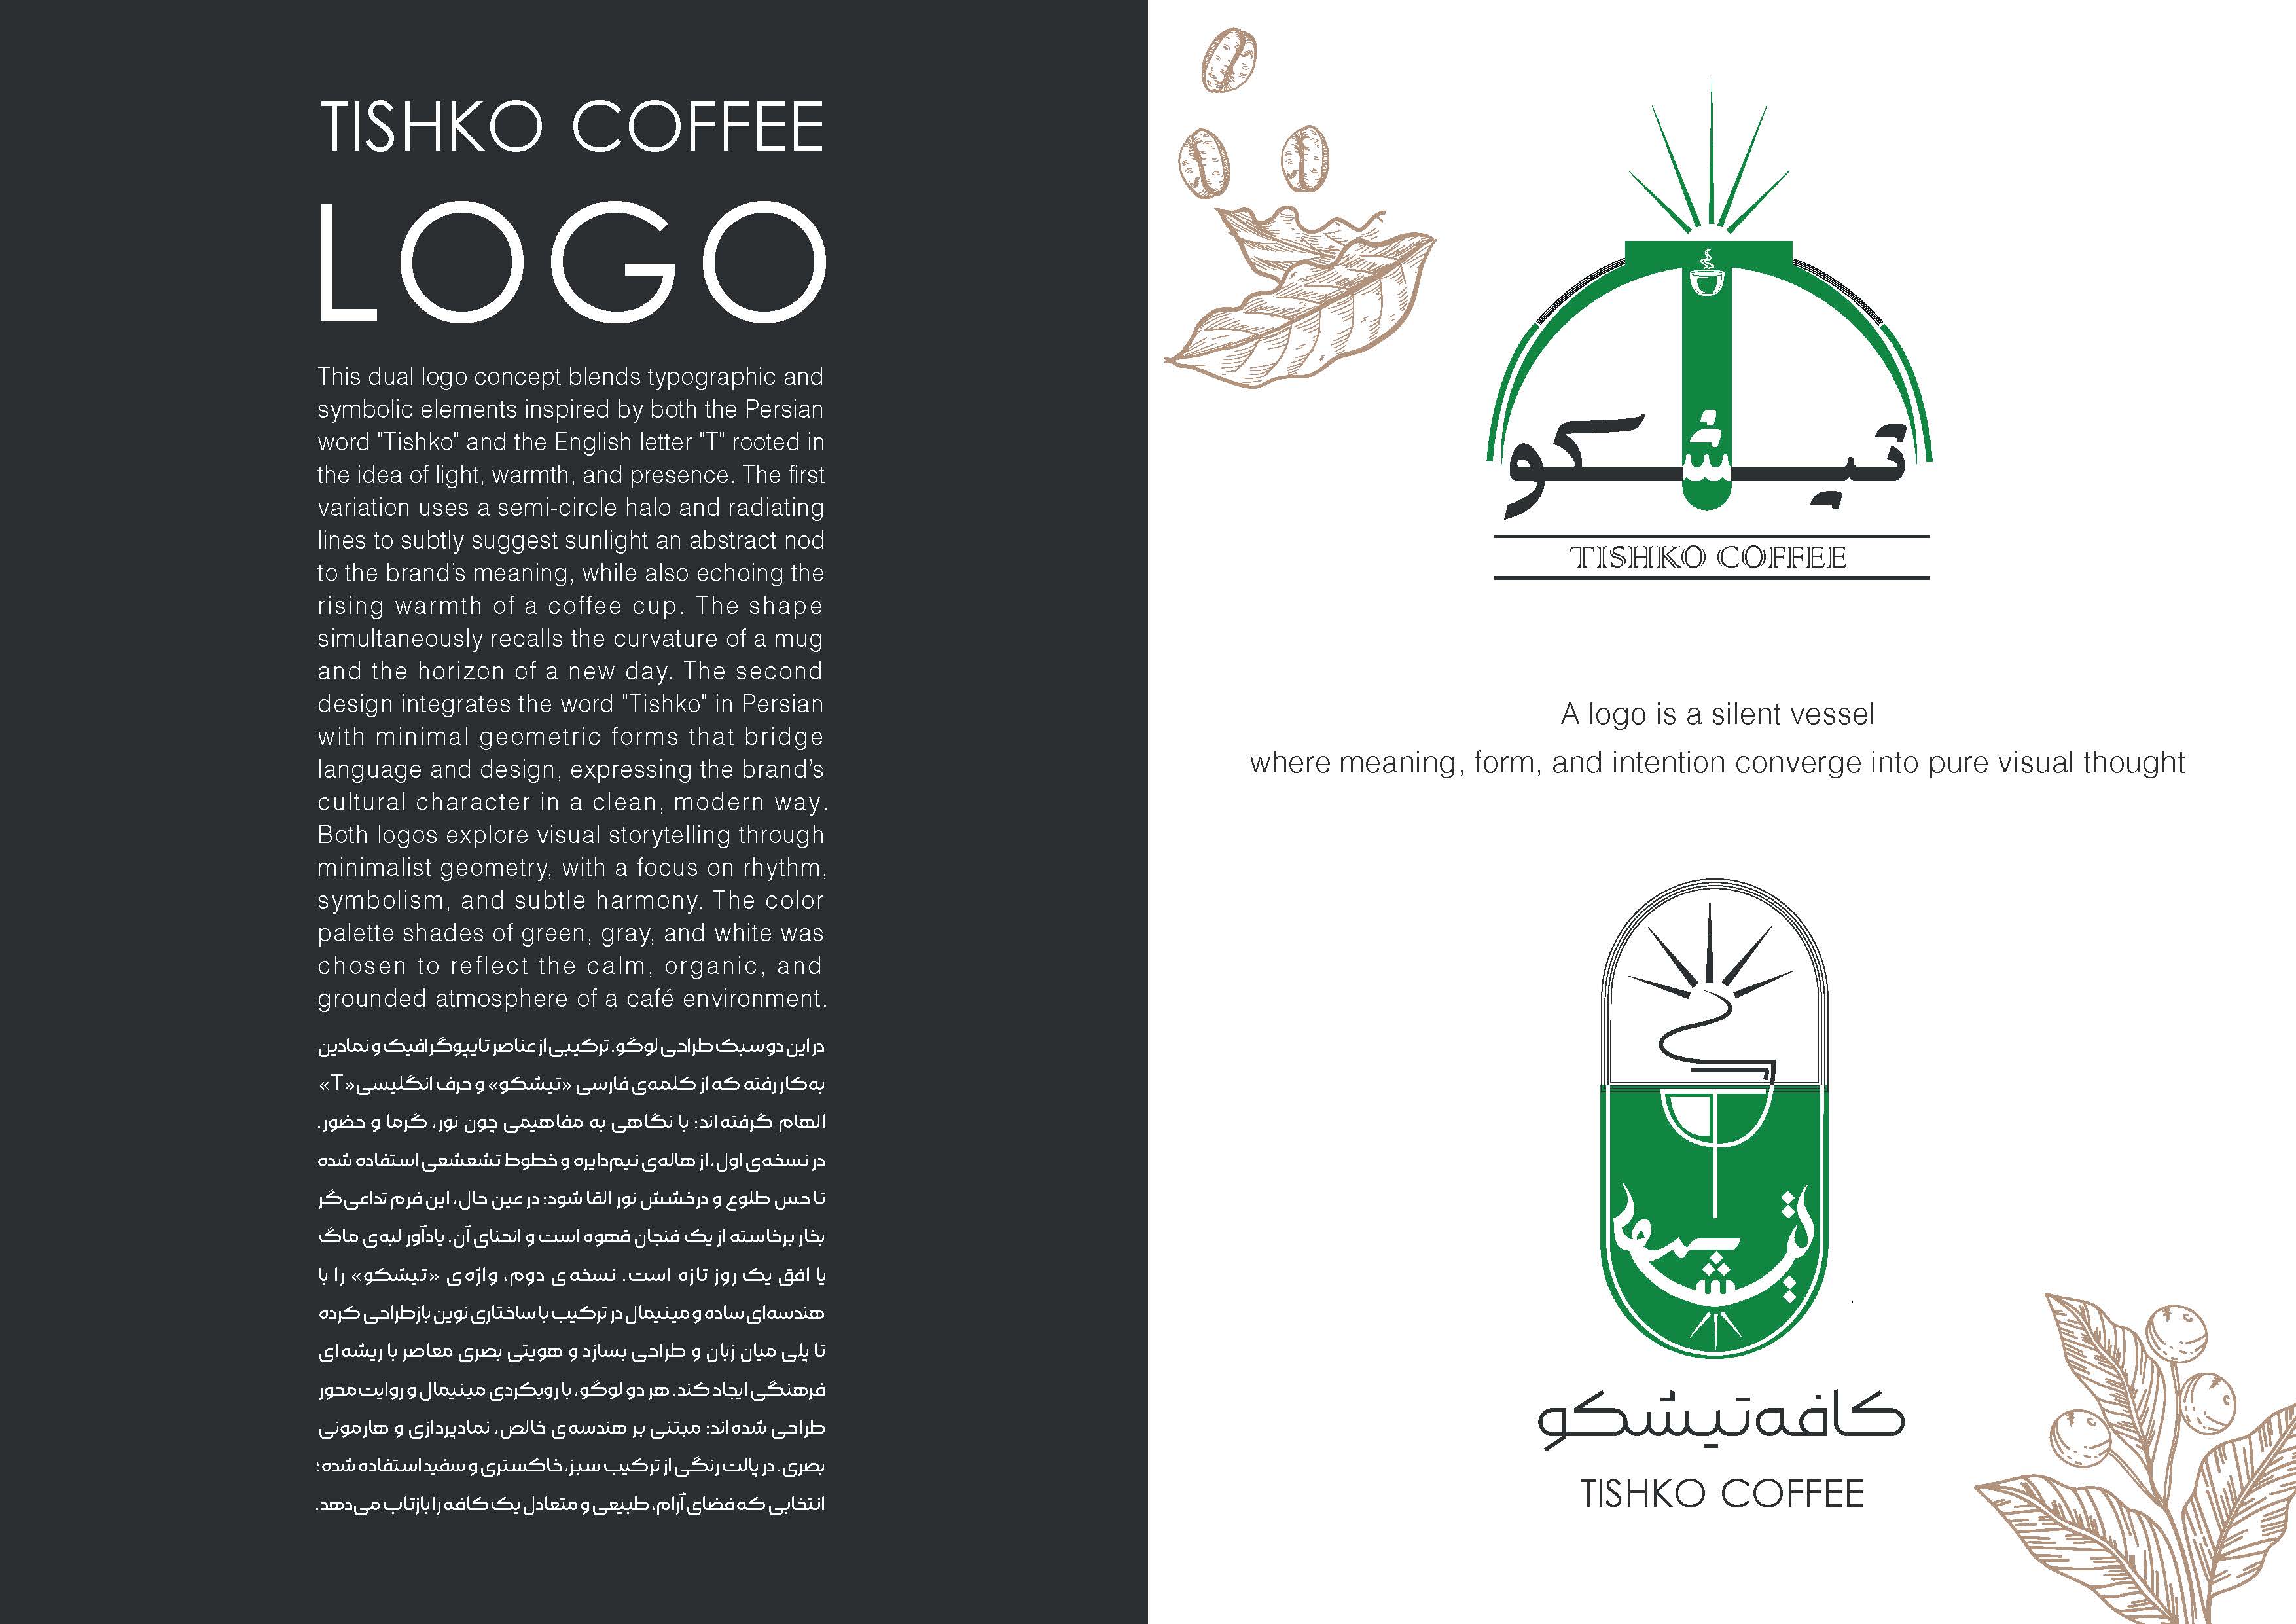 TISHKO COFFEE
LOGO
This dual logo concept blends typographic and
symbolic elements inspired by both the Persian
word "Tishko" and the English letter "T" rooted in
the idea of light, warmth, and presence. The first
variation uses a semi-circle halo and radiating
lines to subtly suggest sunlight an abstract nod
to the brand’s meaning, while also echoing the
rising warmth of a coffee cup. The shape
simultaneously recalls the curvature of a mug
and the horizon of a new day. The second
design integrates the word "Tishko" in Persian
with minimal geometric forms that bridge
language and design, expressing the brand’s
cultural character in a clean, modern way.
Both logos explore visual storytelling through
minimalist geometry, with a focus on rhythm,
symbolism, and subtle harmony. The color
palette shades of green, gray, and white was
chosen to reflect the calm, organic, and
grounded atmosphere of a café environment.
در این دو سبک طراحی لوگو، ترکیبی از عناصر تایپوگرافیک و نمادین
به‌کار رفته که از کلمه‌ی فارسی «تیشکو» و حرف انگلیسی «T»
الهام گرفته‌اند؛ با نگاهی به مفاهیمی چون نور، گرما و حضور.
در نسخه‌ی اول، از هاله‌ی نیم‌دایره و خطوط تشعشعی استفاده شده
تا حس طلوع و درخشش نور القا شود؛ در عین حال، این فرم تداعی‌گر
بخار برخاسته از یک فنجان قهوه است و انحنای آن، یادآور لبه‌ی ماگ
یا افق یک روز تازه است. نسخه‌ی دوم، واژه‌ی «تیشکو» را با
هندسه‌ای ساده و مینیمال در ترکیب با ساختاری نوین بازطراحی کرده
تا پلی میان زبان و طراحی بسازد و هویتی بصری معاصر با ریشه‌ای
فرهنگی ایجاد کند. هر دو لوگو، با رویکردی مینیمال و روایت‌محور
طراحی شده‌اند؛ مبتنی بر هندسه‌ی خالص، نمادپردازی و هارمونی
بصری. در پالت رنگی از ترکیب سبز، خاکستری و سفید استفاده شده؛
انتخابی که فضای آرام، طبیعی و متعادل یک کافه را بازتاب می‌دهد.
تیشکو
TISHKO COFFEE
A logo is a silent vessel
where meaning, form, and intention converge into pure visual thought
تیشکو
کافه تیشکو
TISHKO COFFEE